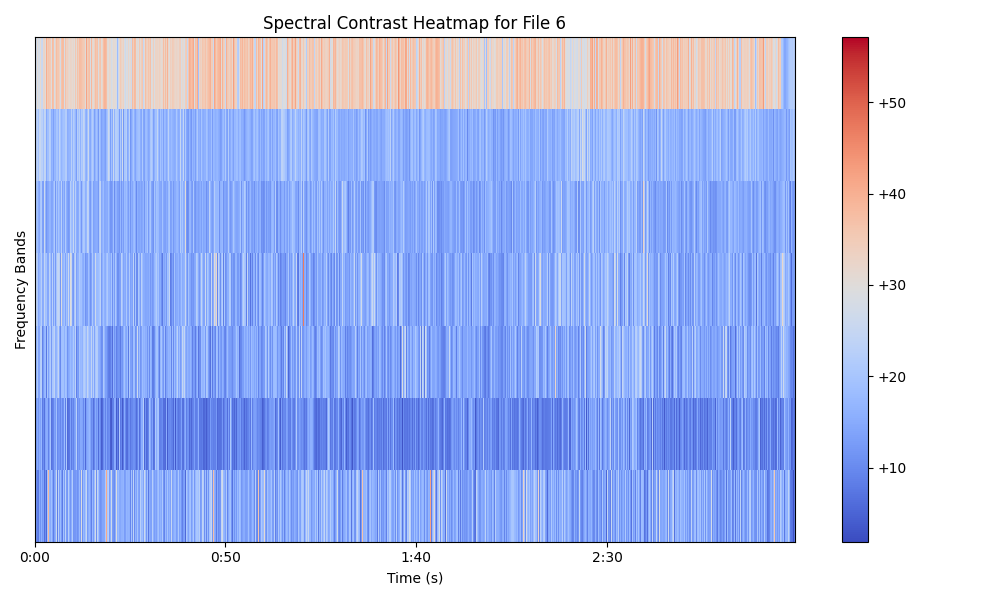 Spectral Contrast Heatmap for File 6
Frequency Bands
0:00 0:50 1:40 2:30
Time (s)
+50
+40
+30
+20
+10